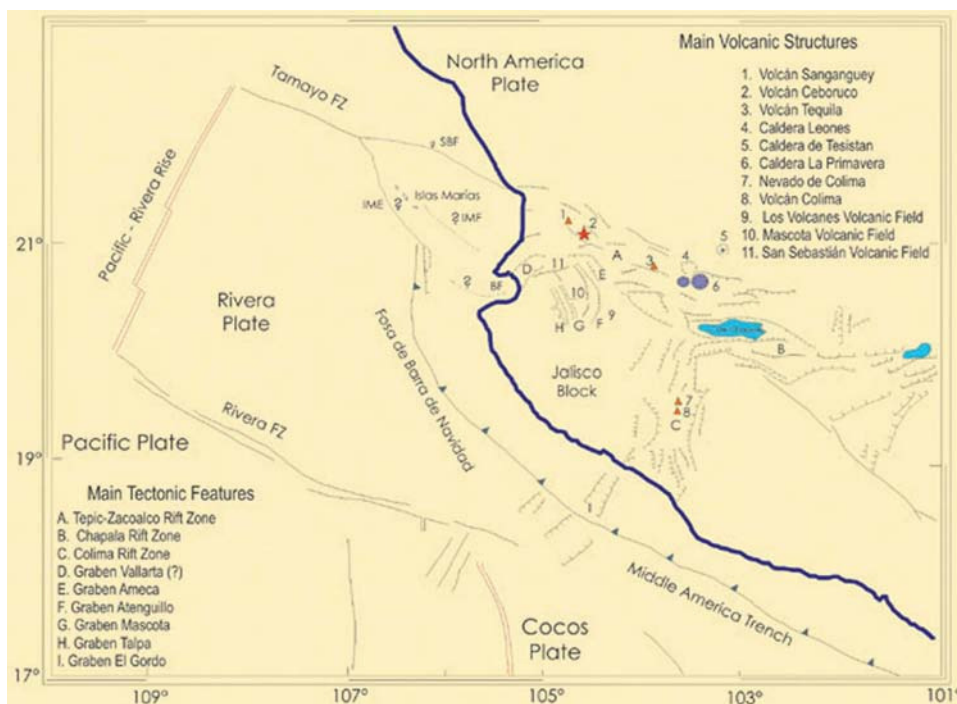 North America
Plate
Main Volcanic Structures
1. Volcán Sanganguey
2. Volcán Ceboruco
3. Volcán Tequila
4. Caldera Leones
5. Caldera de Tesistan
6. Caldera La Primavera
7. Nevado de Colima
8. Volcán Colima
9. Los Volcanes Volcanic Field
10. Mascota Volcanic Field
11. San Sebastián Volcanic Field
Tamayo FZ
SBF
Pacific - Rivera Rise
Islas Marías
IME
?
?
IMF
1
2
5
21°
A
3
4
6
D
11
E
?
BF
10
Rivera
Plate
H
G
F
9
B
Fosa de Barra de Navidad
Jalisco
Block
7
8
C
Rivera FZ
Pacific Plate
19°
Main Tectonic Features
A. Tepic-Zacoalco Rift Zone
B. Chapala Rift Zone
C. Colima Rift Zone
D. Graben Vallarta (?)
E. Graben Ameca
F. Graben Atenguillo
G. Graben Mascota
H. Graben Talpa
I. Graben El Gordo
I
Middle America Trench
Cocos
Plate
17°
109°
107°
105°
103°
101°